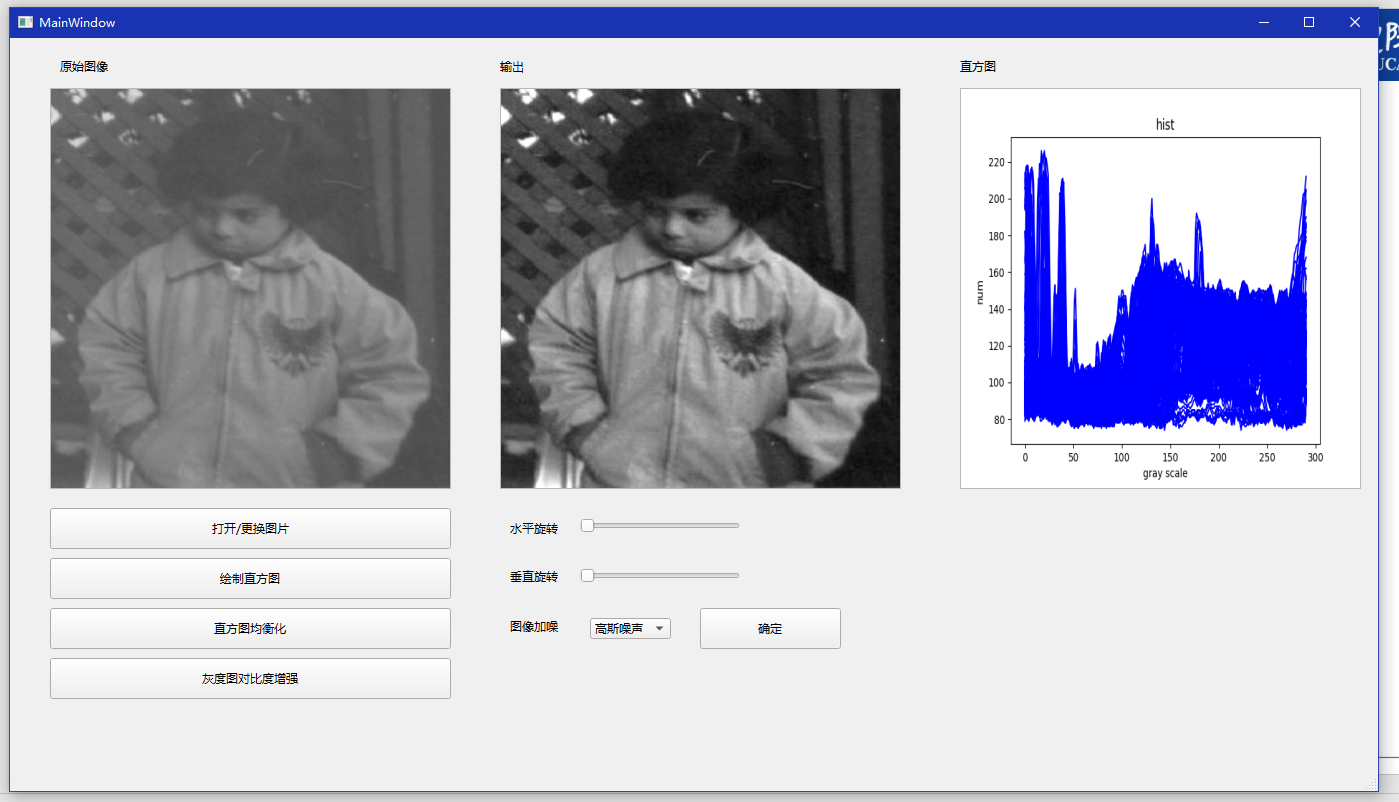 MainWindow
原始图像
输出
直方图
hist
220
200
180
160
140
120
100
80
num
0 50 100 150 200 250 300
gray scale
打开/更换图片
绘制直方图
直方图均衡化
灰度图对比度增强
水平旋转
垂直旋转
图像加噪
高斯噪声
确定